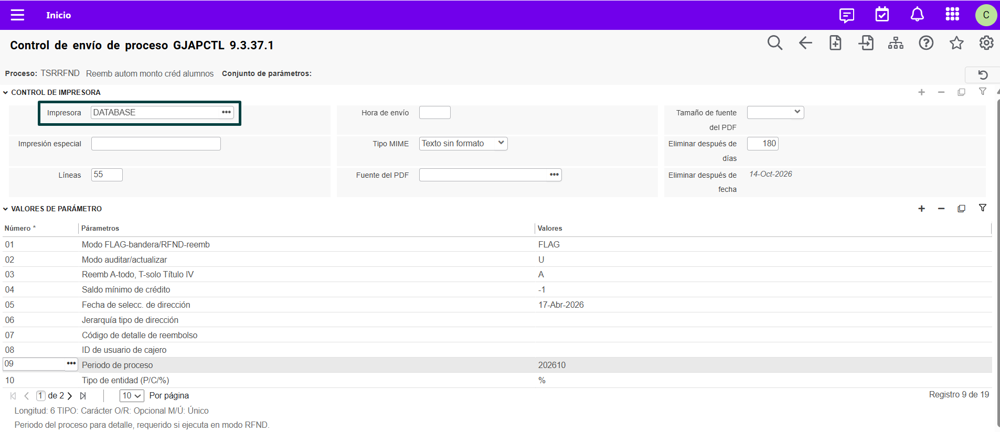 Inicio
C
Control de envío de proceso GJAPCTL 9.3.37.1
Proceso: TSRRFND Reemb autom monto créd alumnos Conjunto de parámetros:
CONTROL DE IMPRESORA
Impresora DATABASE
Hora de envío
Tamaño de fuente del PDF
Impresión especial
Tipo MIME Texto sin formato
Eliminar después de días 180
Líneas 55
Fuente del PDF
Eliminar después de fecha 14-Oct-2026
VALORES DE PARÁMETRO
Número * Párametros Valores
01 Modo FLAG-bandera/RFND-reemb FLAG
02 Modo auditar/actualizar U
03 Reemb A-todo, T-solo Título IV A
04 Saldo mínimo de crédito -1
05 Fecha de selecc. de dirección 17-Abr-2026
06 Jerarquía tipo de dirección
07 Código de detalle de reembolso
08 ID de usuario de cajero
09 Periodo de proceso 202610
10 Tipo de entidad (P/C/%) %
1 de 2 10 Por página Registro 9 de 19
Longitud: 6 TIPO: Carácter O/R: Opcional M/Ú: Único
Periodo del proceso para detalle, requerido si ejecuta en modo RFND.